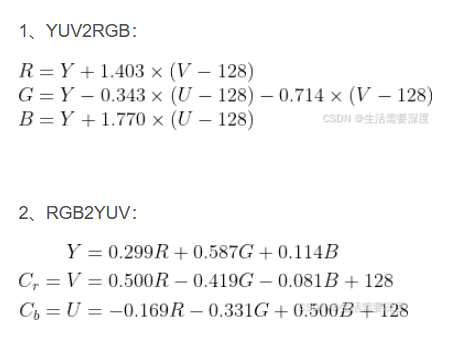 1、YUV2RGB：
R = Y + 1.403 × (V − 128)
G = Y − 0.343 × (U − 128) − 0.714 × (V − 128)
B = Y + 1.770 × (U − 128)
CSDN @生活需要深度
2、RGB2YUV：
Y = 0.299R + 0.587G + 0.114B
C_r = V = 0.500R − 0.419G − 0.081B + 128
C_b = U = −0.169R − 0.331G + 0.500B + 128